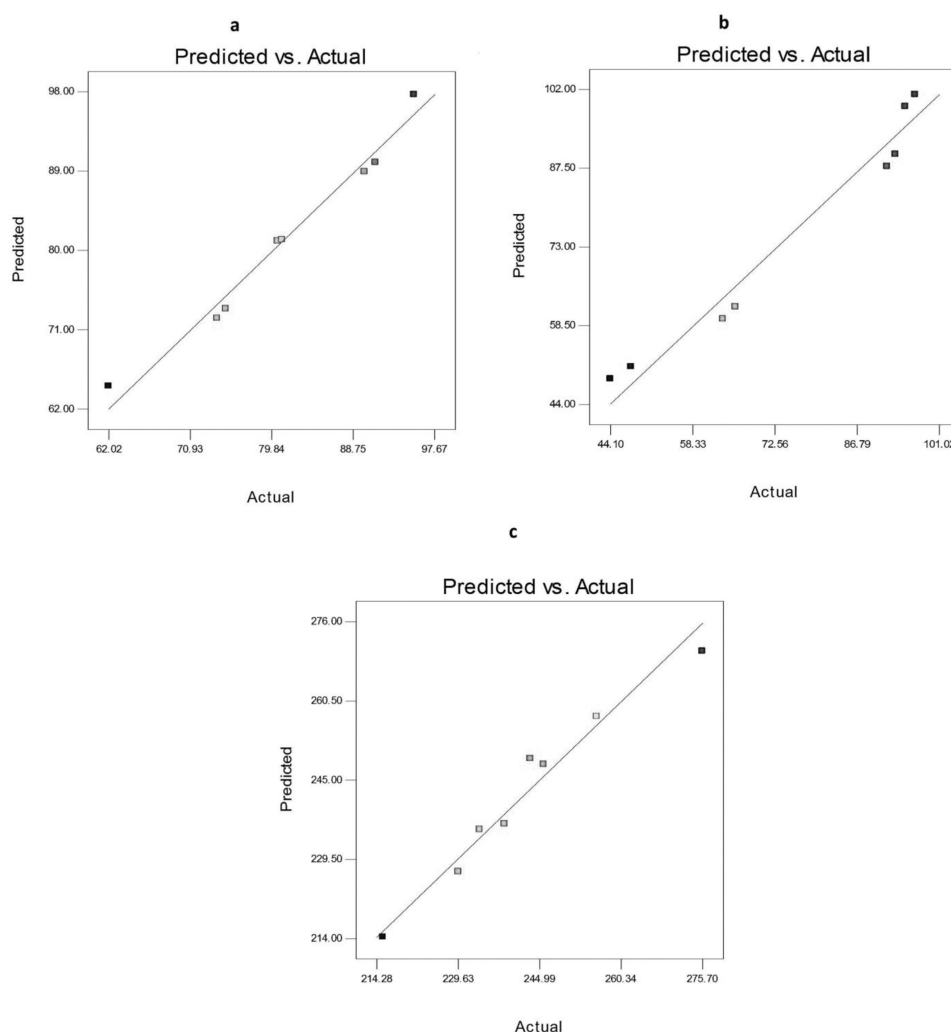 a
Predicted vs. Actual
98.00
89.00
80.00
71.00
62.00
Predicted
62.02 70.93 79.84 88.75 97.67
Actual
b
Predicted vs. Actual
102.00
87.50
73.00
58.50
44.00
Predicted
44.10 58.33 72.56 86.79 101.02
Actual
c
Predicted vs. Actual
276.00
260.50
245.00
229.50
214.00
Predicted
214.28 229.63 244.99 260.34 275.70
Actual